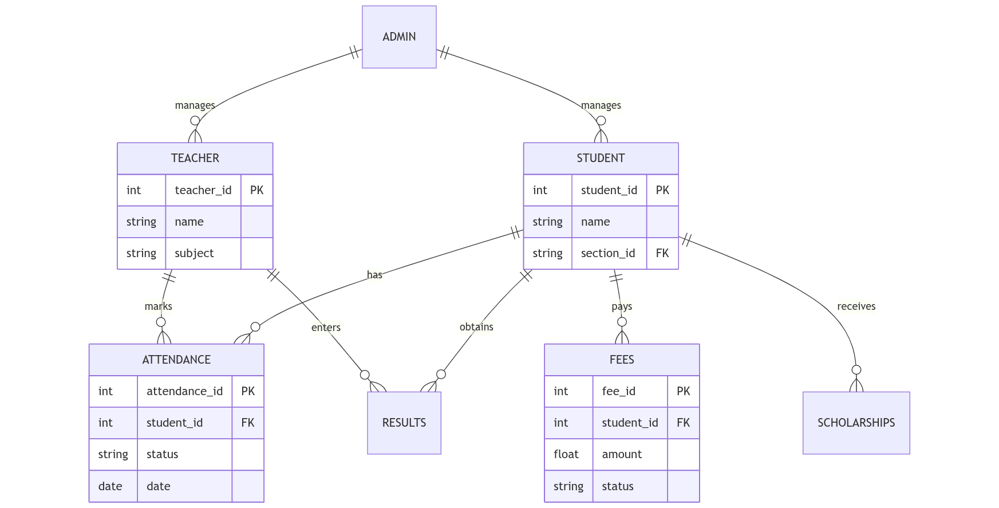 ADMIN
manages
manages
TEACHER
int teacher_id PK
string name
string subject
STUDENT
int student_id PK
string name
string section_id FK
has
marks
enters
obtains
pays
receives
ATTENDANCE
int attendance_id PK
int student_id FK
string status
date date
RESULTS
FEES
int fee_id PK
int student_id FK
float amount
string status
SCHOLARSHIPS